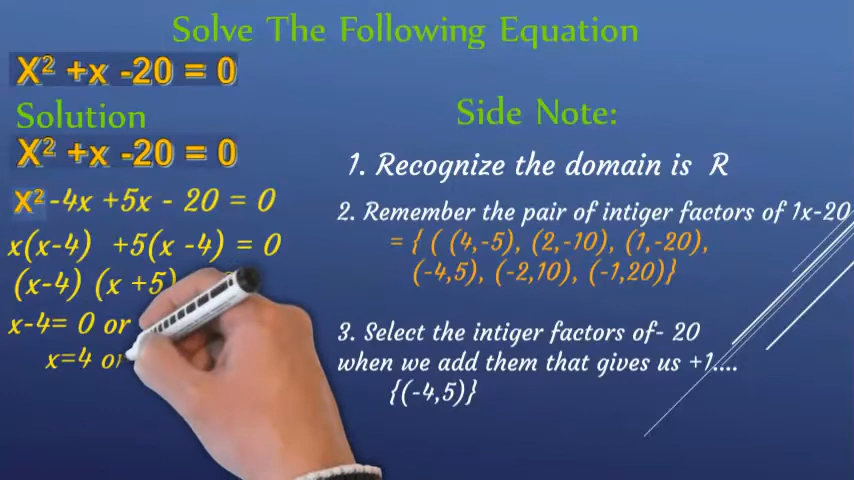 Solve The Following Equation
X² +x -20 = 0
Solution
X² +x -20 = 0
X² -4x +5x - 20 = 0
x(x-4) +5(x -4) = 0
(x-4) (x +5)
x-4= 0 or
x=4 or
Side Note:
1. Recognize the domain is R
2. Remember the pair of intiger factors of 1x-20
= { ( (4,-5), (2,-10), (1,-20),
(-4,5), (-2,10), (-1,20)}
3. Select the intiger factors of- 20
when we add them that gives us +1....
{(-4,5)}